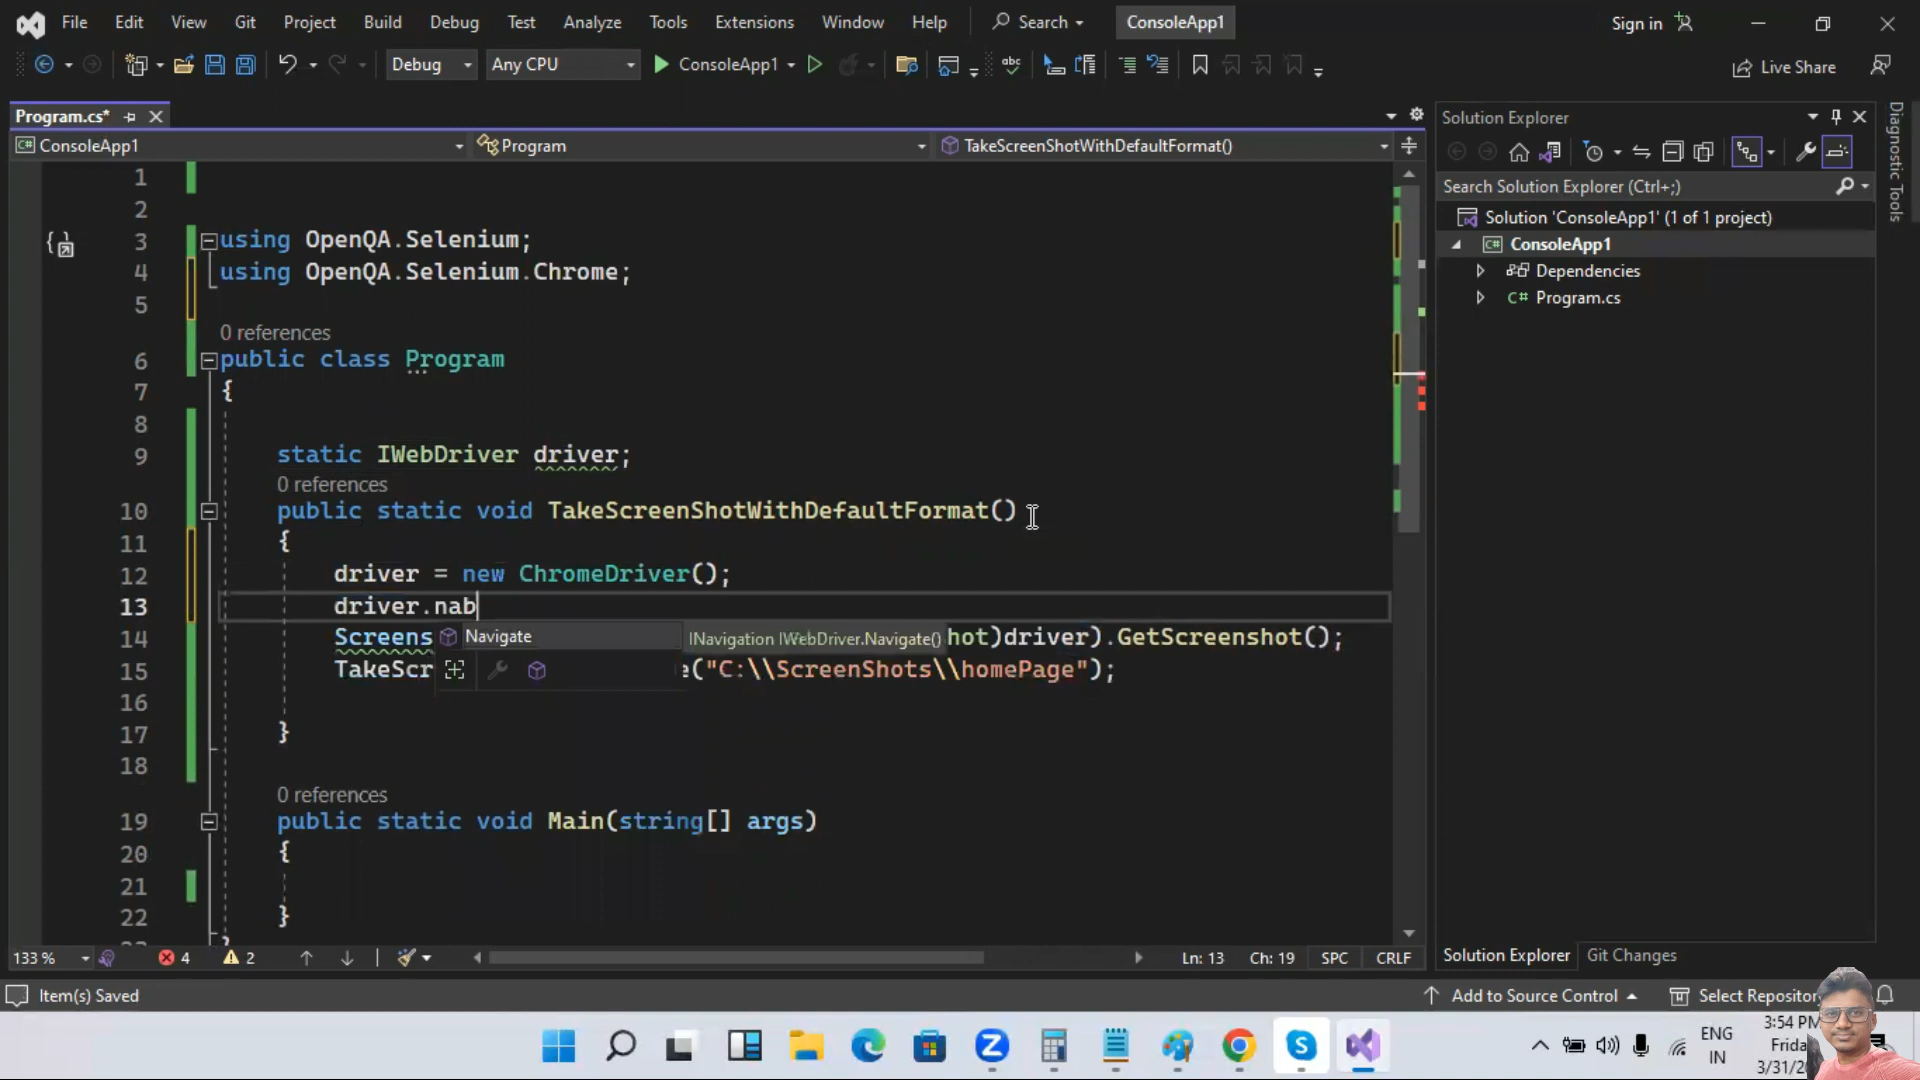 File Edit View Git Project Build Debug Test Analyze Tools Extensions Window Help Search ConsoleApp1 Sign in
Debug Any CPU ConsoleApp1 Live Share
Program.cs*
ConsoleApp1 Program TakeScreenShotWithDefaultFormat()
1
2
3 using OpenQA.Selenium;
4 using OpenQA.Selenium.Chrome;
5
0 references
6 public class Program
7 {
8
9 static IWebDriver driver;
0 references
10 public static void TakeScreenShotWithDefaultFormat()
11 {
12 driver = new ChromeDriver();
13 driver.nab
Navigate
INavigation IWebDriver.Navigate()
14 Screens hot)driver).GetScreenshot();
15 TakeScr e("C:\\ScreenShots\\homePage");
16
17 }
18
0 references
19 public static void Main(string[] args)
20 {
21
22 }
133 % 4 2 Ln: 13 Ch: 19 SPC CRLF
Solution Explorer
Search Solution Explorer (Ctrl+;)
Solution 'ConsoleApp1' (1 of 1 project)
ConsoleApp1
Dependencies
C# Program.cs
Solution Explorer Git Changes
Diagnostic Tools
Item(s) Saved Add to Source Control Select Repositor
ENG
IN
3:54 PM
Frida
3/31/20